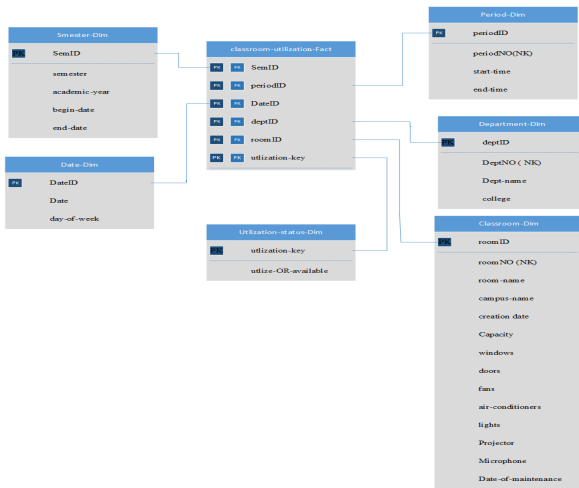 Smester-Dim
PK SemID
semester
academic-year
begin-date
end-date
Date-Dim
PK DateID
Date
day-of-week
classroom-utilization-Fact
PK FK SemID
PK FK periodID
PK FK DateID
PK FK deptID
PK FK roomID
PK FK utlization-key
Utlization-status-Dim
PK utlization-key
utlize-OR-available
Period-Dim
PK periodID
periodNO(NK)
start-time
end-time
Department-Dim
PK deptID
DeptNO ( NK)
Dept-name
college
Classroom-Dim
PK roomID
roomNO (NK)
room-name
campus-name
creation date
Capacity
windows
doors
fans
air-conditioners
lights
Projector
Microphone
Date-of-maintenance